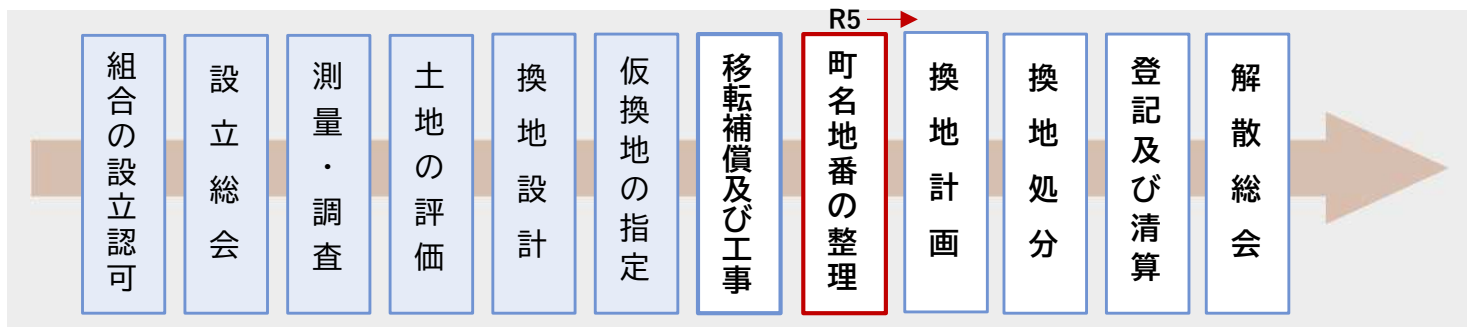 R5
組合の設立認可
設立総会
測量・調査
土地の評価
換地設計
仮換地の指定
移転補償及び工事
町名地番の整理
換地計画
換地処分
登記及び清算
解散総会